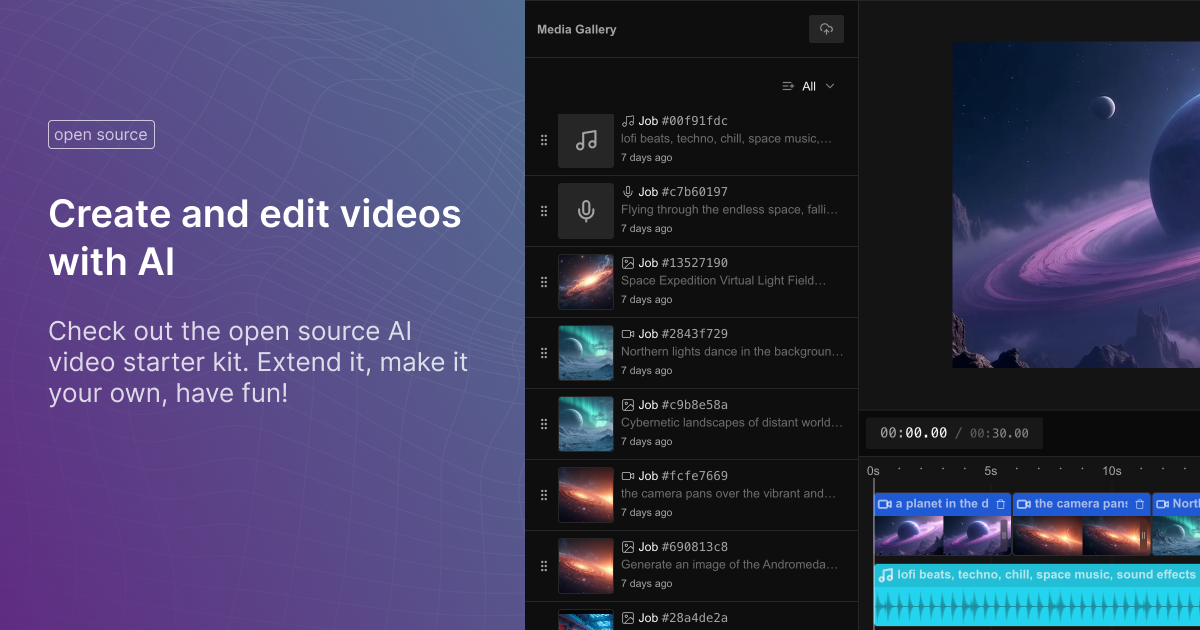 open source
Create and edit videos
with AI
Check out the open source AI
video starter kit. Extend it, make it
your own, have fun!
Media Gallery
All
Job #00f91fdc
lofi beats, techno, chill, space music,...
7 days ago
Job #c7b60197
Flying through the endless space, falli...
7 days ago
Job #13527190
Space Expedition Virtual Light Field...
7 days ago
Job #2843f729
Northern lights dance in the backgroun...
7 days ago
Job #c9b8e58a
Cybernetic landscapes of distant world...
7 days ago
Job #fcfe7669
the camera pans over the vibrant and...
7 days ago
Job #690813c8
Generate an image of the Andromeda...
7 days ago
Job #28a4de2a
00:00.00 / 00:30.00
0s 5s 10s
a planet in the d the camera pans North
lofi beats, techno, chill, space music, sound effects